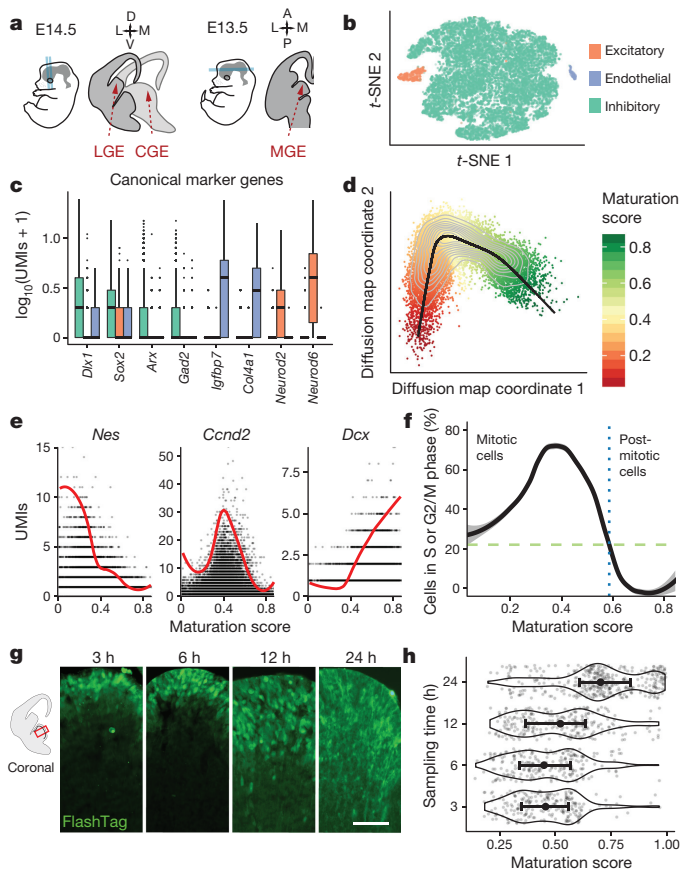 a
E14.5
D
L M
V
E13.5
A
L M
P
LGE
CGE
MGE
b
t-SNE 2
t-SNE 1
Excitatory
Endothelial
Inhibitory
c
Canonical marker genes
log10(UMIs + 1)
1.0
0.5
0
Dlx1
Sox2
Arx
Gad2
Igfbp7
Col4a1
Neurod2
Neurod6
d
Diffusion map coordinate 2
Diffusion map coordinate 1
Maturation
score
0.8
0.6
0.4
0.2
e
Nes
Ccnd2
Dcx
UMIs
15
10
5
0
0 0.4 0.8
50
40
30
20
10
0
0 0.4 0.8
7.5
5.0
2.5
0
0 0.4 0.8
Maturation score
f
Cells in S or G2/M phase (%)
80
60
40
20
0
Mitotic
cells
Post-
mitotic
cells
0.2 0.4 0.6 0.8
Maturation score
g
3 h 6 h 12 h 24 h
Coronal
FlashTag
h
Sampling time (h)
24
12
6
3
0.25 0.50 0.75 1.00
Maturation score